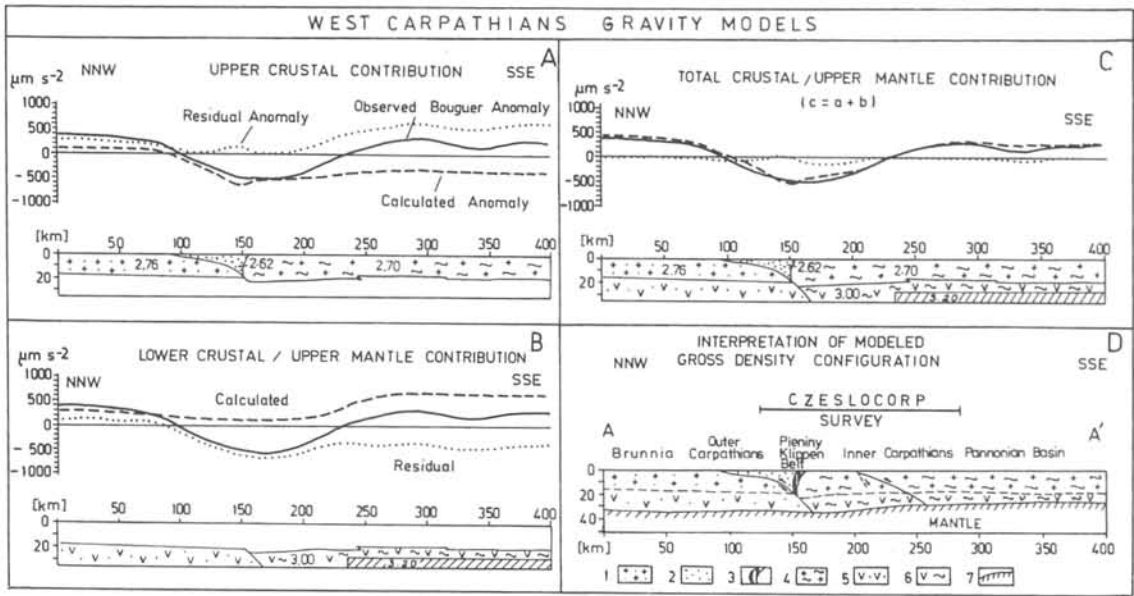 WEST CARPATHIANS GRAVITY MODELS
A
µm s⁻²
NNW
UPPER CRUSTAL CONTRIBUTION
SSE
1000
500
0
-500
-1000
Residual Anomaly
Observed Bouguer Anomaly
Calculated Anomaly
[km] 50 100 150 200 250 300 350 400
0
20
2.76 2.62 2.70
B
µm s⁻²
LOWER CRUSTAL / UPPER MANTLE CONTRIBUTION
NNW
SSE
1000
500
0
-500
-1000
Calculated
Residual
[km] 50 100 150 200 250 300 350 400
0
20
3.00
3.20
C
TOTAL CRUSTAL / UPPER MANTLE CONTRIBUTION
(c = a + b)
µm s⁻²
NNW
SSE
1000
500
0
-500
-1000
[km] 50 100 150 200 250 300 350 400
0
20
2.76 2.62 2.70
3.00
3.20
D
INTERPRETATION OF MODELED
GROSS DENSITY CONFIGURATION
NNW
SSE
CZESLOCORP
SURVEY
A
A'
Brunnia
Outer
Carpathians
Pieniny
Klippen
Belt
Inner Carpathians
Pannonian Basin
0
20
40
MANTLE
[km] 50 100 150 200 250 300 350 400
1 2 3 4 5 6 7